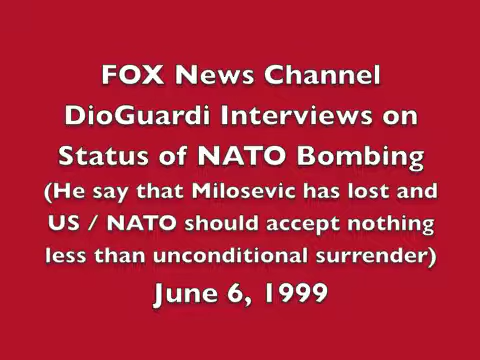 FOX News Channel
DioGuardi Interviews on
Status of NATO Bombing
(He say that Milosevic has lost and
US / NATO should accept nothing
less than unconditional surrender)
June 6, 1999